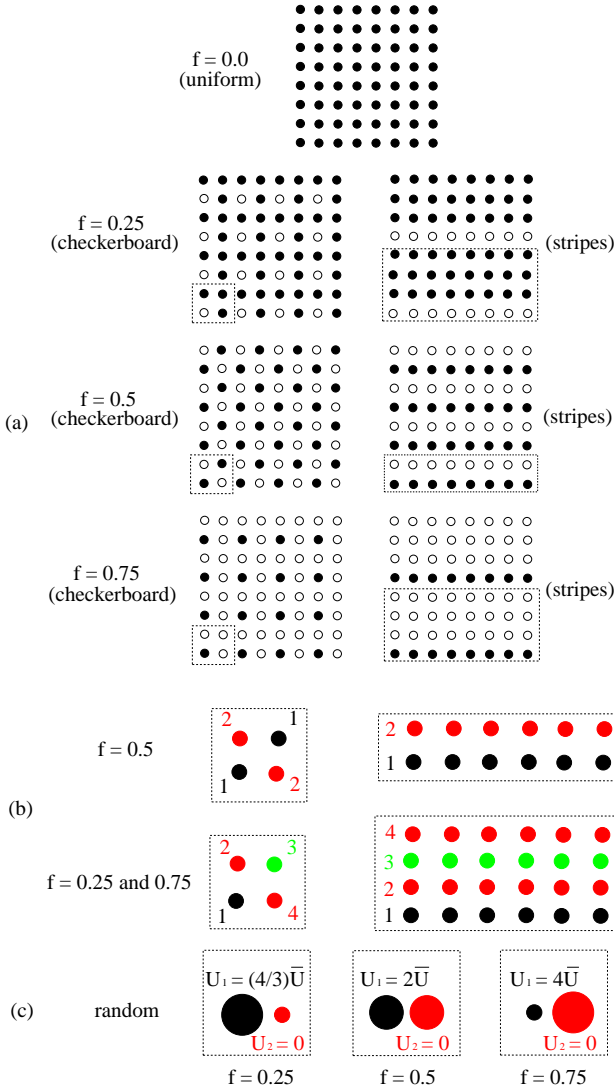 f = 0.0
(uniform)
f = 0.25
(checkerboard)
(stripes)
(a)
f = 0.5
(checkerboard)
(stripes)
f = 0.75
(checkerboard)
(stripes)
(b)
f = 0.5
2 1
1 2
2
1
f = 0.25 and 0.75
2 3
1 4
4
3
2
1
(c)
random
U₁ = (4/3)U̅
U₂ = 0
f = 0.25
U₁ = 2U̅
U₂ = 0
f = 0.5
U₁ = 4U̅
U₂ = 0
f = 0.75